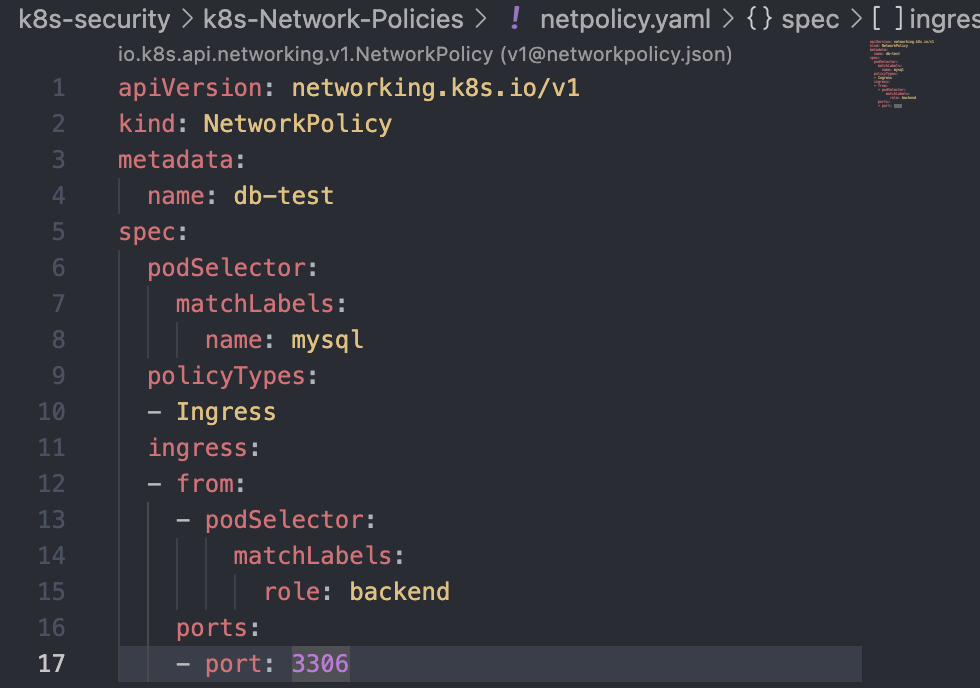 k8s-security > k8s-Network-Policies > ! netpolicy.yaml > {} spec > [ ] ingres
io.k8s.api.networking.v1.NetworkPolicy (v1@networkpolicy.json)
1 apiVersion: networking.k8s.io/v1
2 kind: NetworkPolicy
3 metadata:
4   name: db-test
5 spec:
6   podSelector:
7     matchLabels:
8       name: mysql
9   policyTypes:
10   - Ingress
11   ingress:
12   - from:
13     - podSelector:
14         matchLabels:
15           role: backend
16     ports:
17     - port: 3306